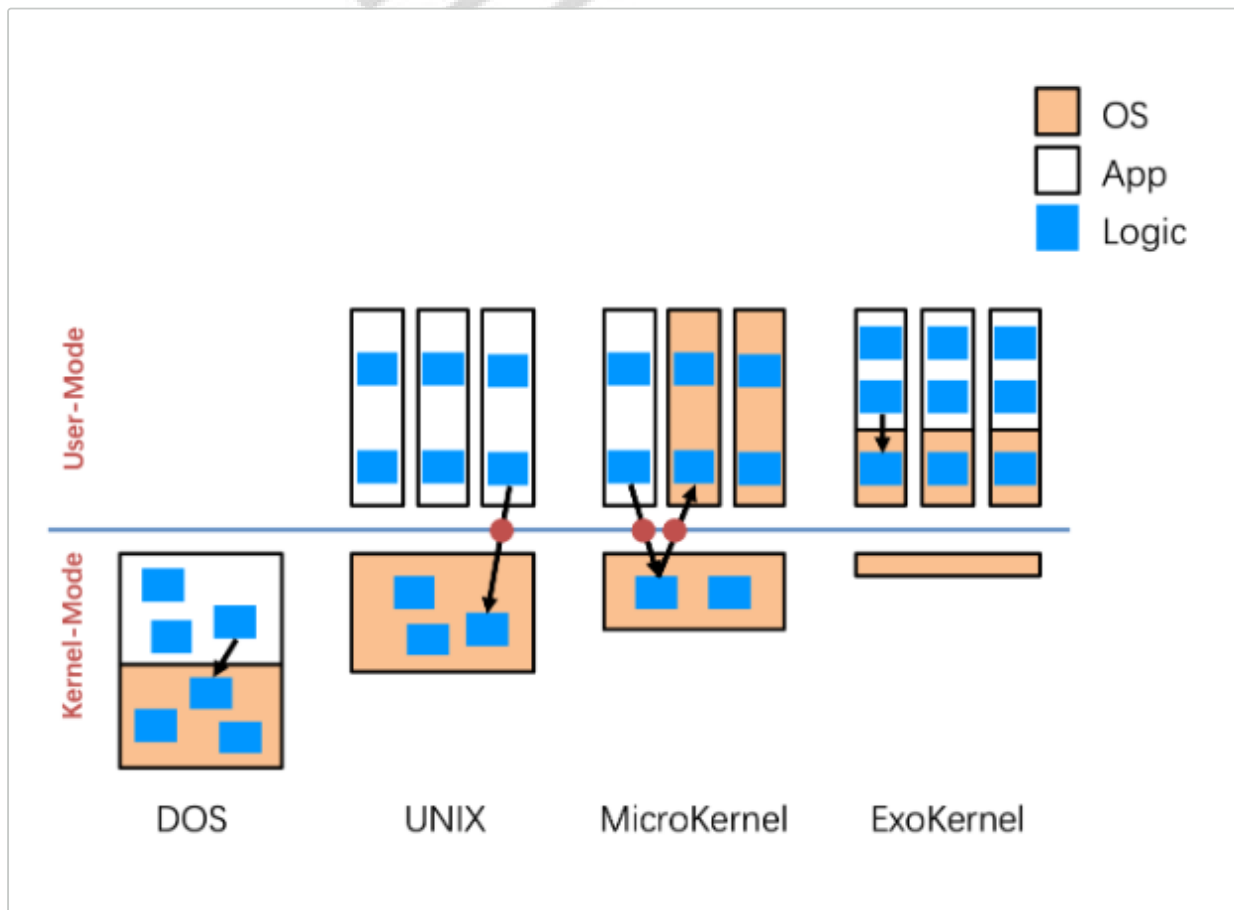 OS
App
Logic
User-Mode
Kernel-Mode
DOS
UNIX
MicroKernel
ExoKernel